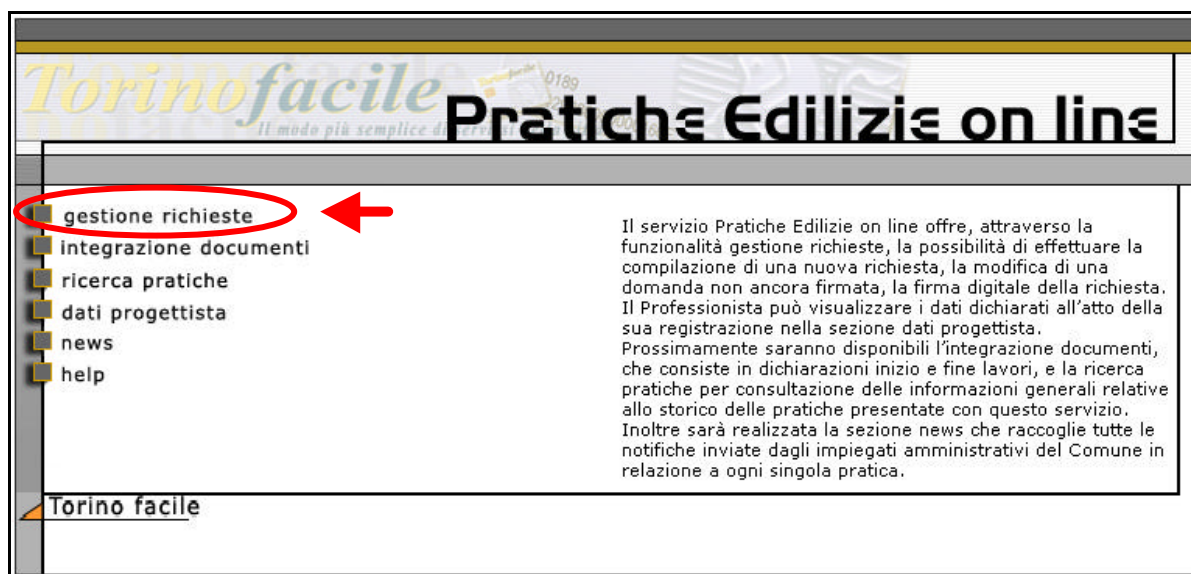 Torinofacile
0189
Il modo più semplice di
Pratiche Edilizie on line
gestione richieste
integrazione documenti
ricerca pratiche
dati progettista
news
help
Il servizio Pratiche Edilizie on line offre, attraverso la
funzionalità gestione richieste, la possibilità di effettuare la
compilazione di una nuova richiesta, la modifica di una
domanda non ancora firmata, la firma digitale della richiesta.
Il Professionista può visualizzare i dati dichiarati all'atto della
sua registrazione nella sezione dati progettista.
Prossimamente saranno disponibili l'integrazione documenti,
che consiste in dichiarazioni inizio e fine lavori, e la ricerca
pratiche per consultazione delle informazioni generali relative
allo storico delle pratiche presentate con questo servizio.
Inoltre sarà realizzata la sezione news che raccoglie tutte le
notifiche inviate dagli impiegati amministrativi del Comune in
relazione a ogni singola pratica.
Torino facile